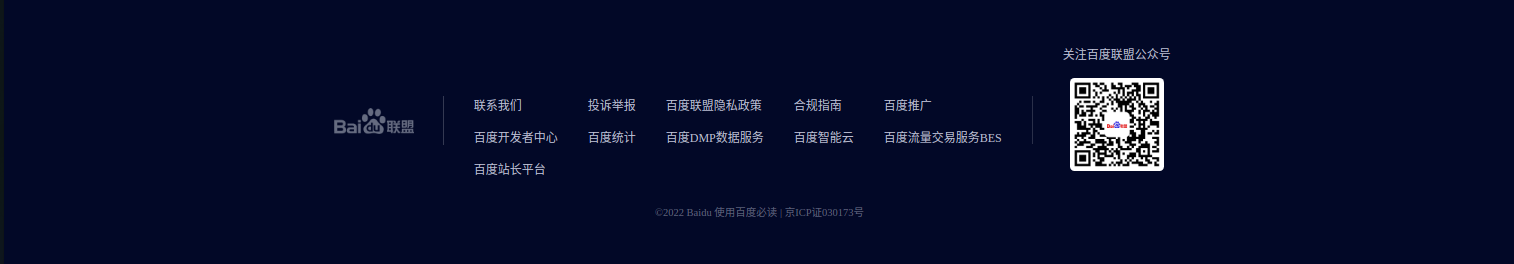 关注百度联盟公众号
Baidu联盟
联系我们 投诉举报 百度联盟隐私政策 合规指南 百度推广
百度开发者中心 百度统计 百度DMP数据服务 百度智能云 百度流量交易服务BES
百度站长平台
©2022 Baidu 使用百度必读 | 京ICP证030173号